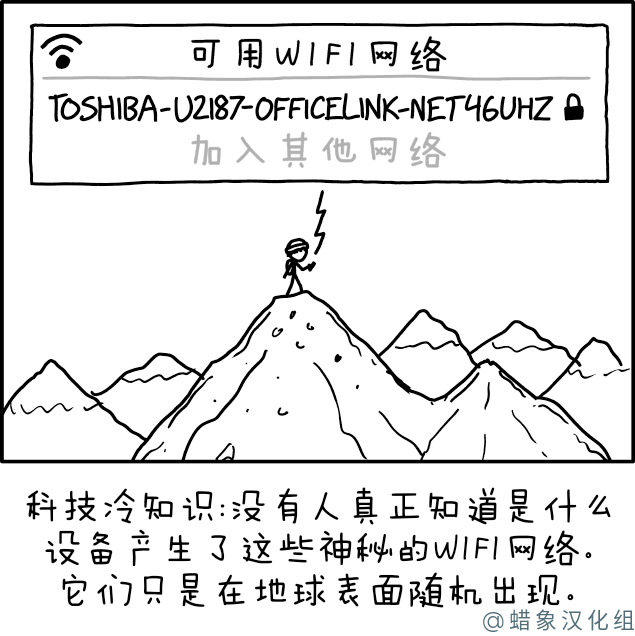 可用WIFI网络
TOSHIBA-U2187-OFFICELINK-NET46UHZ
加入其他网络
科技冷知识:没有人真正知道是什么
设备产生了这些神秘的WIFI网络。
它们只是在地球表面随机出现。
@蜡象汉化组